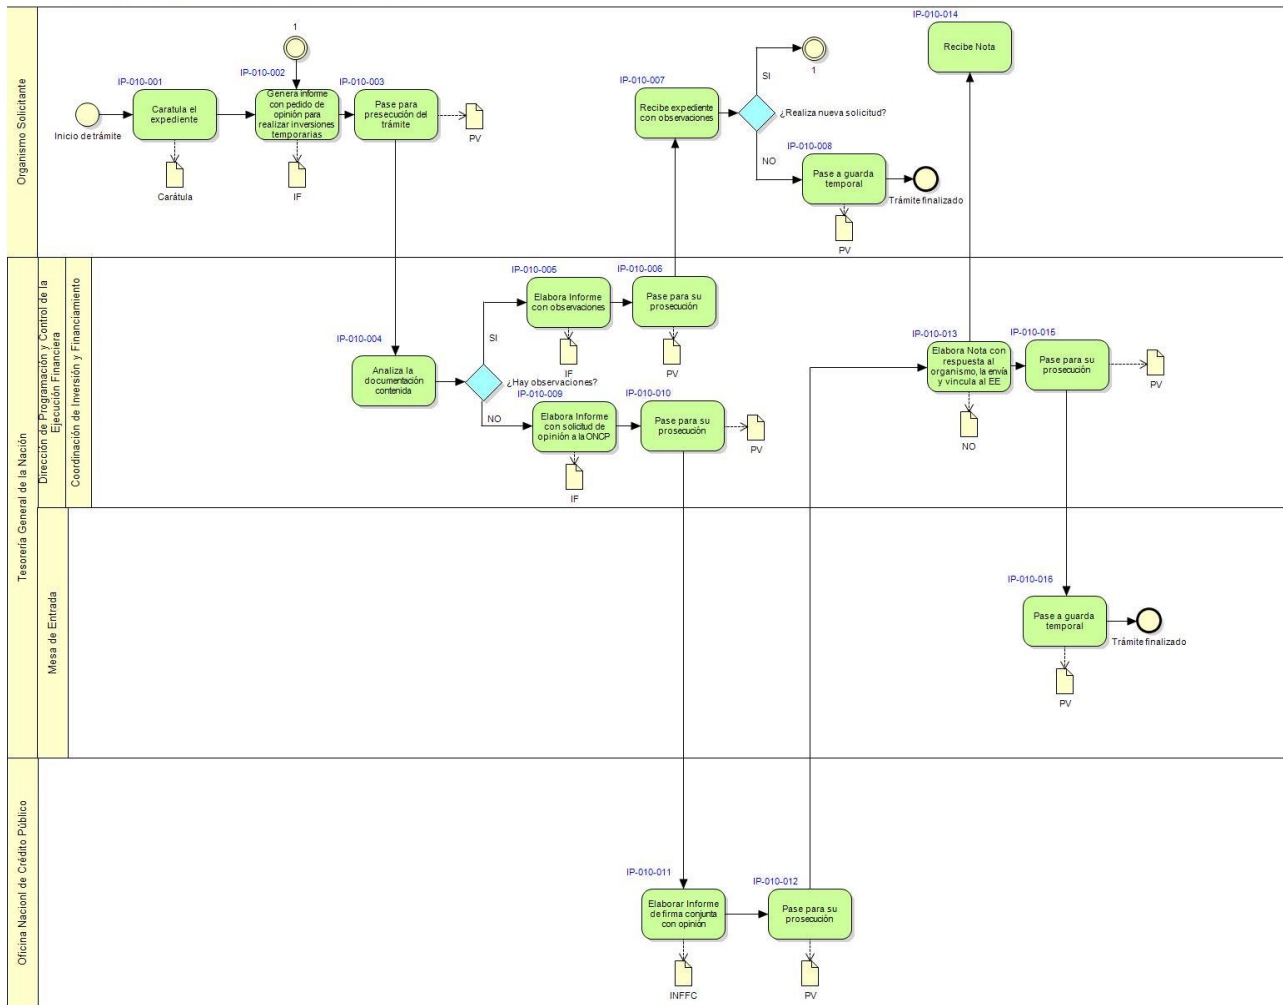 Organismo Solicitante
1
IP-010-001
Caratula el
expediente
Inicio de trámite
Carátula
IP-010-002
Genera informe
con pedido de
opinión para
realizar inversiones
temporarias
IF
IP-010-003
Pase para
presecución del
trámite
PV
IP-010-007
Recibe expediente
con observaciones
SI
1
¿Realiza nueva solicitud?
NO
IP-010-008
Pase a guarda
temporal
Trámite finalizado
PV
IP-010-014
Recibe Nota
Tesorería General de la Nación
Dirección de Programación y Control de la
Ejecución Financiera
Coordinación de Inversión y Financiamiento
IP-010-004
Analiza la
documentación
contenida
SI
¿Hay observaciones?
NO
IP-010-005
Elabora Informe
con observaciones
IF
IP-010-006
Pase para su
prosecución
PV
IP-010-009
Elabora Informe
con solicitud de
opinión a la ONCP
IF
IP-010-010
Pase para su
prosecución
PV
IP-010-013
Elabora Nota con
respuesta al
organismo, la envía
y vincula al EE
NO
IP-010-015
Pase para su
prosecución
PV
Mesa de Entrada
IP-010-016
Pase a guarda
temporal
Trámite finalizado
PV
Oficina Nacionl de Crédito Público
IP-010-011
Elaborar Informe
de firma conjunta
con opinión
INFFC
IP-010-012
Pase para su
prosecución
PV